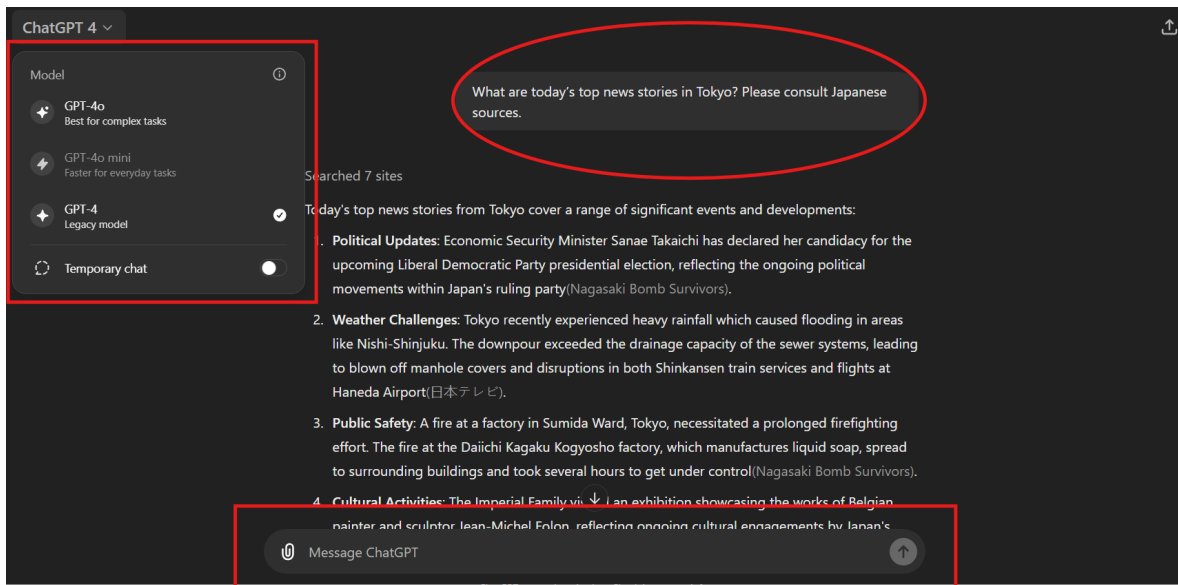 ChatGPT 4
Model
GPT-4o
Best for complex tasks
GPT-4o mini
Faster for everyday tasks
GPT-4
Legacy model
Temporary chat
What are today's top news stories in Tokyo? Please consult Japanese
sources.
Searched 7 sites
Today's top news stories from Tokyo cover a range of significant events and developments:
1. Political Updates: Economic Security Minister Sanae Takaichi has declared her candidacy for the
upcoming Liberal Democratic Party presidential election, reflecting the ongoing political
movements within Japan's ruling party(Nagasaki Bomb Survivors).
2. Weather Challenges: Tokyo recently experienced heavy rainfall which caused flooding in areas
like Nishi-Shinjuku. The downpour exceeded the drainage capacity of the sewer systems, leading
to blown off manhole covers and disruptions in both Shinkansen train services and flights at
Haneda Airport(日本テレビ).
3. Public Safety: A fire at a factory in Sumida Ward, Tokyo, necessitated a prolonged firefighting
effort. The fire at the Daiichi Kagaku Kogyosho factory, which manufactures liquid soap, spread
to surrounding buildings and took several hours to get under control(Nagasaki Bomb Survivors).
4. Cultural Activities: The Imperial Family an exhibition showcasing the works of Belgian
painter and sculptor Jean-Michel Folon, reflecting ongoing cultural engagements by Japan's
Message ChatGPT